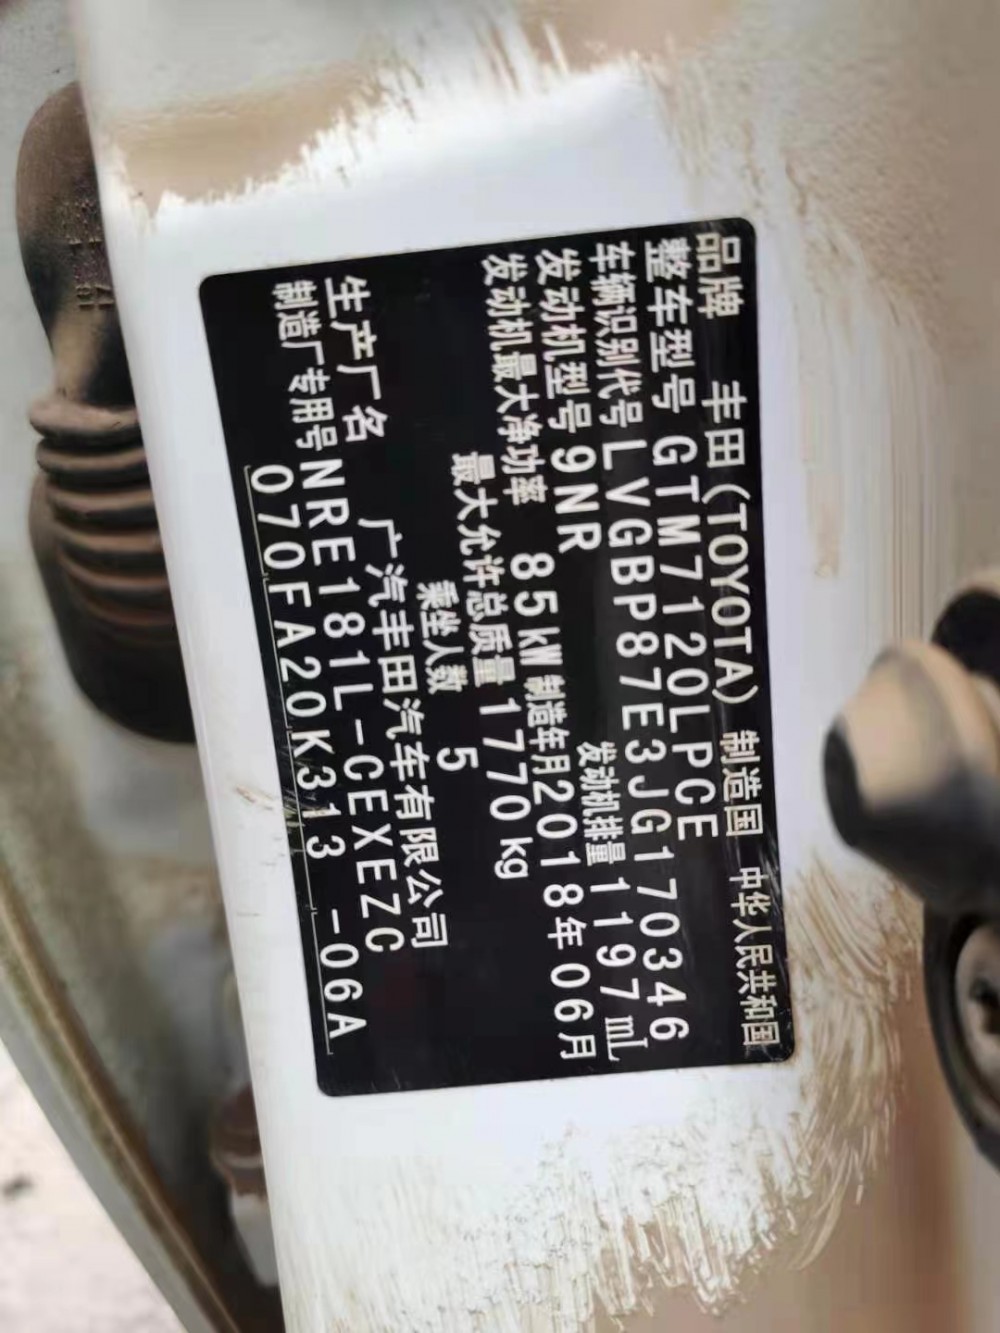 品牌 丰田(TOYOTA) 制造国 中华人民共和国
整车型号 GTM7120LPCE
车辆识别代号 LVGBP87E3JG170346
发动机型号 9NR 发动机排量 1197mL
发动机最大净功率 85kW 制造年月 2018年06月
最大允许总质量 1770kg
乘坐人数 5
生产厂名 广汽丰田汽车有限公司
制造厂专用号 NRE181L-CEXEZC
070FA20K313 -06A